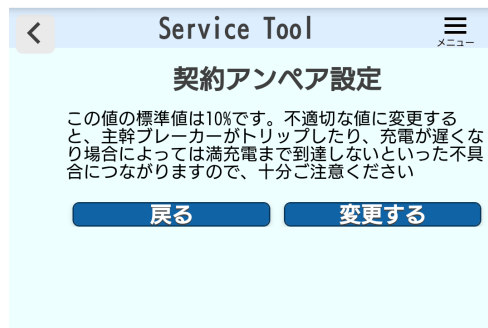 Service Tool
メニュー
契約アンペア設定
この値の標準値は10%です。不適切な値に変更する
と、主幹ブレーカーがトリップしたり、充電が遅くな
り場合によっては満充電まで到達しないといった不具
合につながりますので、十分ご注意ください
戻る
変更する